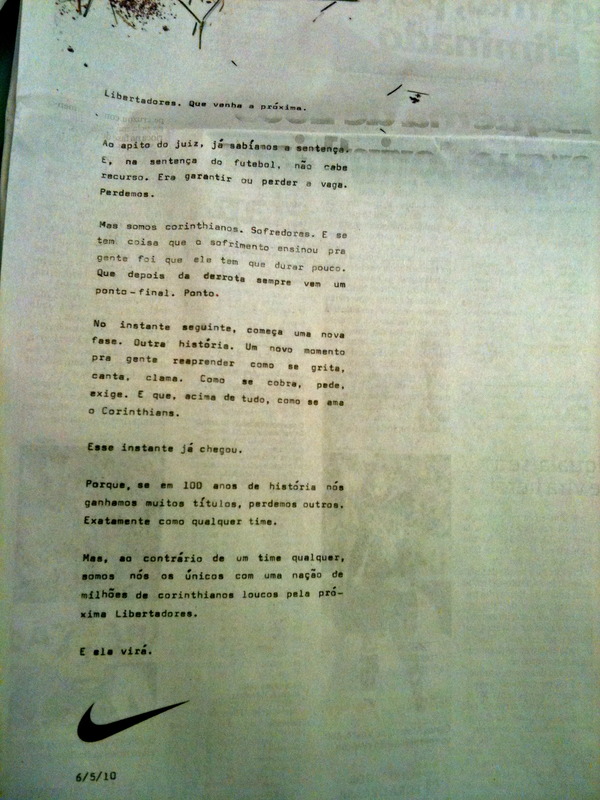 Libertadores. Que venha a próxima.
Ao apito do juiz, já sabíamos a sentença.
E, na sentença do futebol, não cabe
recurso. Era garantir ou perder a vaga.
Perdemos.
Mas somos corinthianos. Sofredores. E se
tem coisa que o sofrimento ensinou pra
gente foi que ele tem que durar pouco.
Que depois da derrota sempre vem um
ponto-final. Ponto.
No instante seguinte, começa uma nova
fase. Outra história. Um novo momento
pra gente reaprender como se grita,
canta, clama. Como se cobra, pede,
exige. E que, acima de tudo, como se ama
o Corinthians.
Esse instante já chegou.
Porque, se em 100 anos de história nós
ganhamos muitos títulos, perdemos outros.
Exatamente como qualquer time.
Mas, ao contrário de um time qualquer,
somos nós os únicos com uma nação de
milhões de corinthianos loucos pela pró-
xima Libertadores.
E ela virá.
6/5/10